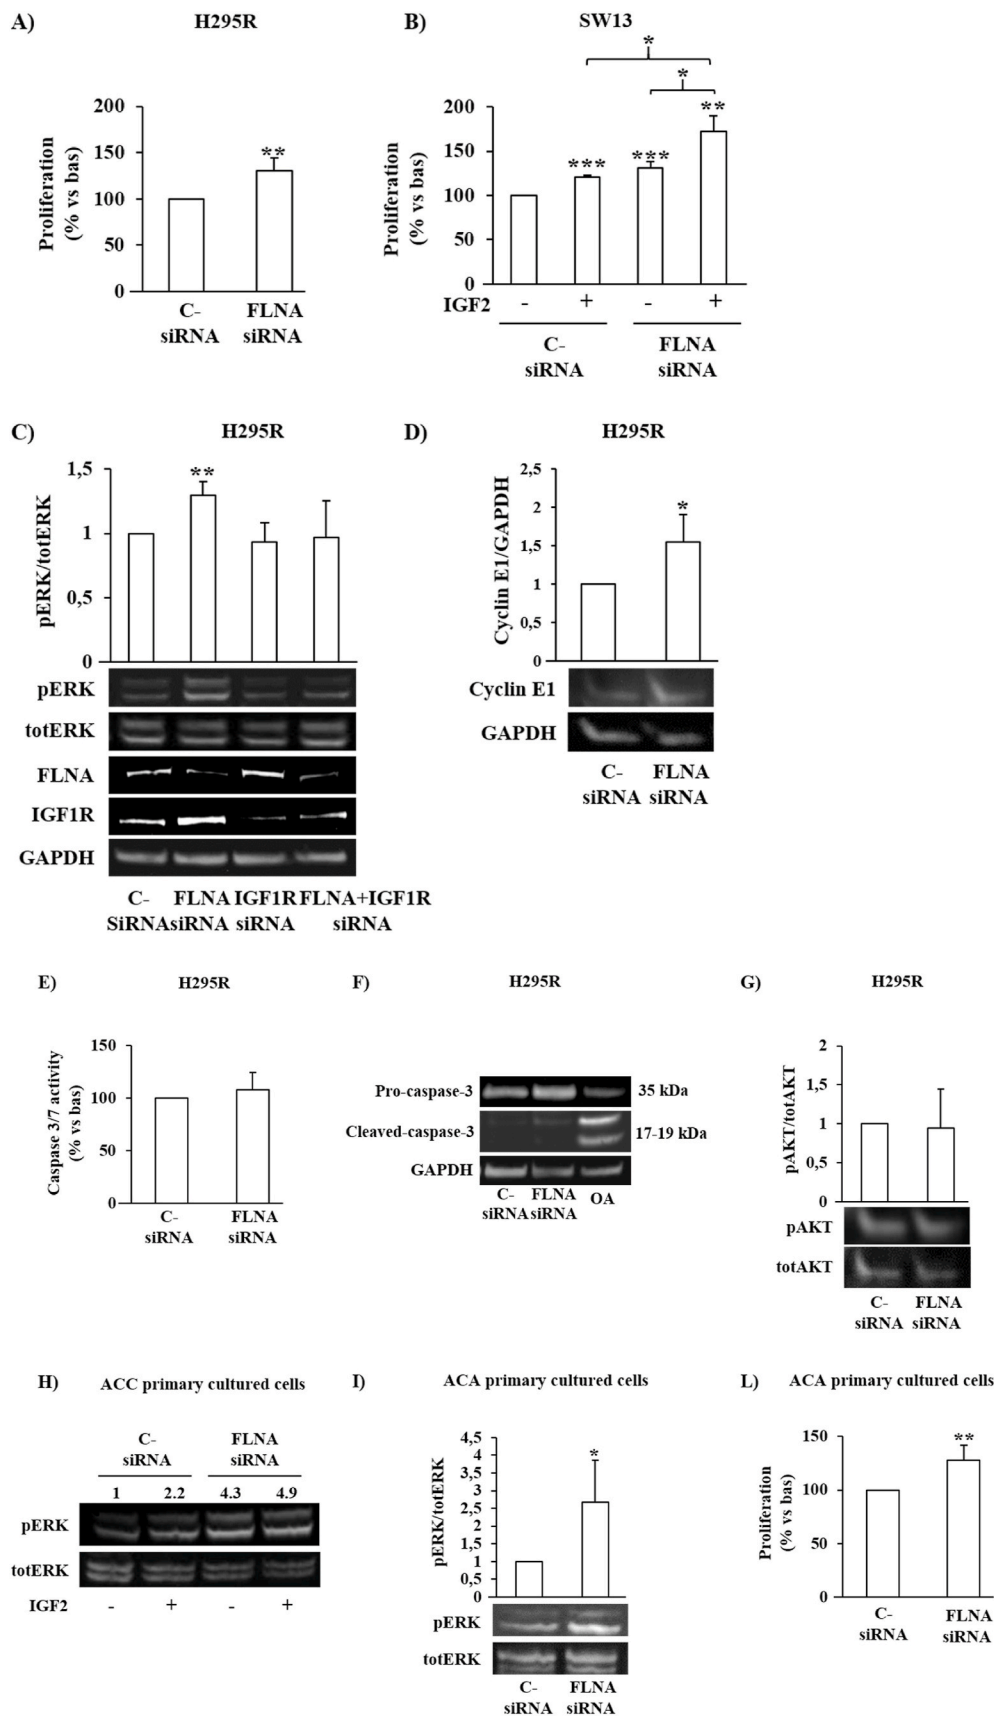 A)
H295R
Proliferation
(% vs bas)
200
150
100
50
0
**
C-
siRNA
FLNA
siRNA
B)
SW13
Proliferation
(% vs bas)
200
150
100
50
0
***
***
**
*
*
IGF2
- + - +
C-
siRNA
FLNA
siRNA
C)
H295R
pERK/totERK
1,5
1
0,5
0
**
pERK
totERK
FLNA
IGF1R
GAPDH
C-
SiRNA
FLNA
siRNA
IGF1R
siRNA
FLNA+IGF1R
siRNA
D)
H295R
Cyclin E1/GAPDH
2,5
2
1,5
1
0,5
0
*
Cyclin E1
GAPDH
C-
siRNA
FLNA
siRNA
E)
H295R
Caspase 3/7 activity
(% vs bas)
150
100
50
0
C-
siRNA
FLNA
siRNA
F)
H295R
Pro-caspase-3
35 kDa
Cleaved-caspase-3
17-19 kDa
GAPDH
C-
siRNA
FLNA
siRNA
OA
G)
H295R
pAKT/totAKT
2
1,5
1
0,5
0
pAKT
totAKT
C-
siRNA
FLNA
siRNA
H)
ACC primary cultured cells
C-
siRNA
FLNA
siRNA
1 2.2 4.3 4.9
pERK
totERK
IGF2
- + - +
I)
ACA primary cultured cells
pERK/totERK
4,5
4
3,5
3
2,5
2
1,5
1
0,5
0
*
pERK
totERK
C-
siRNA
FLNA
siRNA
L)
ACA primary cultured cells
Proliferation
(% vs bas)
150
100
50
0
**
C-
siRNA
FLNA
siRNA